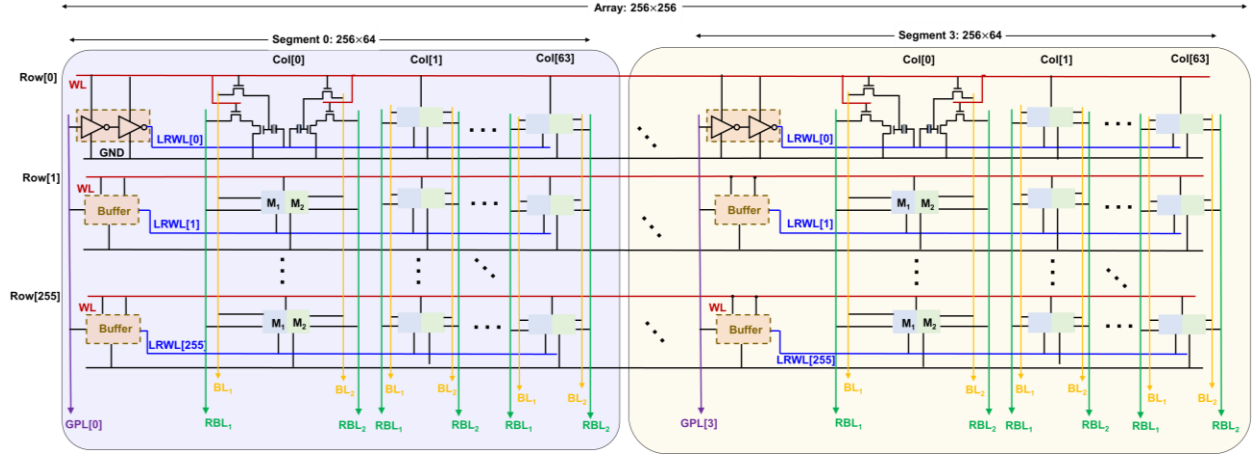 Array: 256×256
Segment 0: 256×64
Segment 3: 256×64
Col[0] Col[1] Col[63] Col[0] Col[1] Col[63]
Row[0]
WL
LRWL[0] LRWL[0]
GND
Row[1]
WL WL
Buffer M1 M2 Buffer M1 M2
LRWL[1] LRWL[1]
Row[255]
WL WL
Buffer M1 M2 Buffer M1 M2
LRWL[255] LRWL[255]
BL1 BL2 BL1 BL2 BL1 BL2 BL1 BL2 BL1 BL2 BL1 BL2
GPL[0] RBL1 RBL2 RBL1 RBL2 RBL1 RBL2 GPL[3] RBL1 RBL2 RBL1 RBL2 RBL1 RBL2